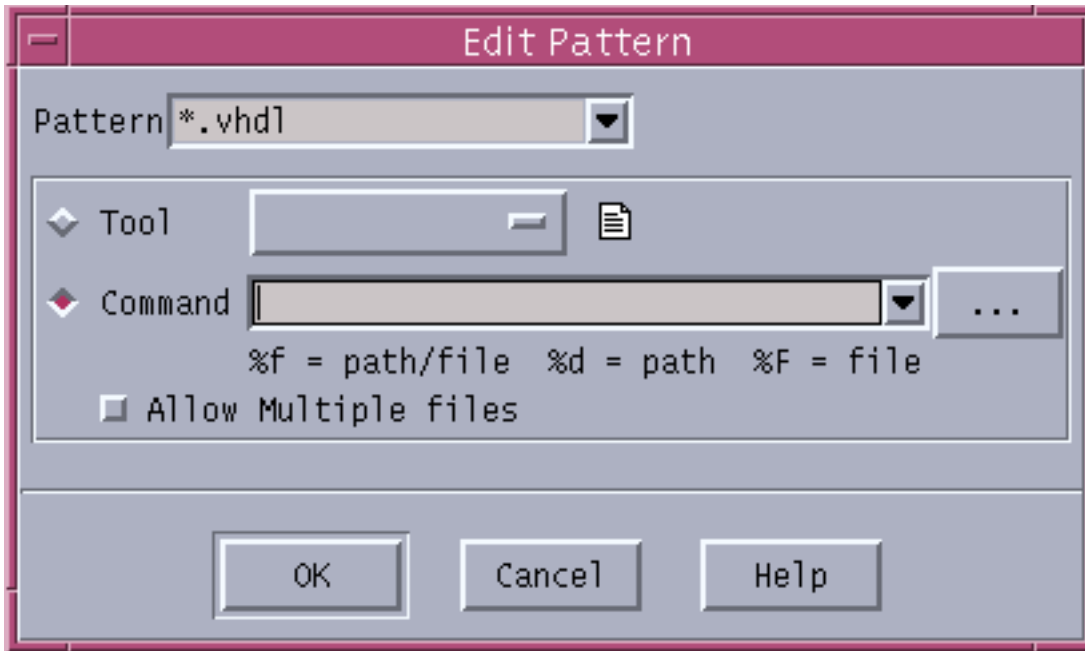 Edit Pattern
Pattern *.vhdl
Tool
Command ...
%f = path/file %d = path %F = file
Allow Multiple files
OK Cancel Help